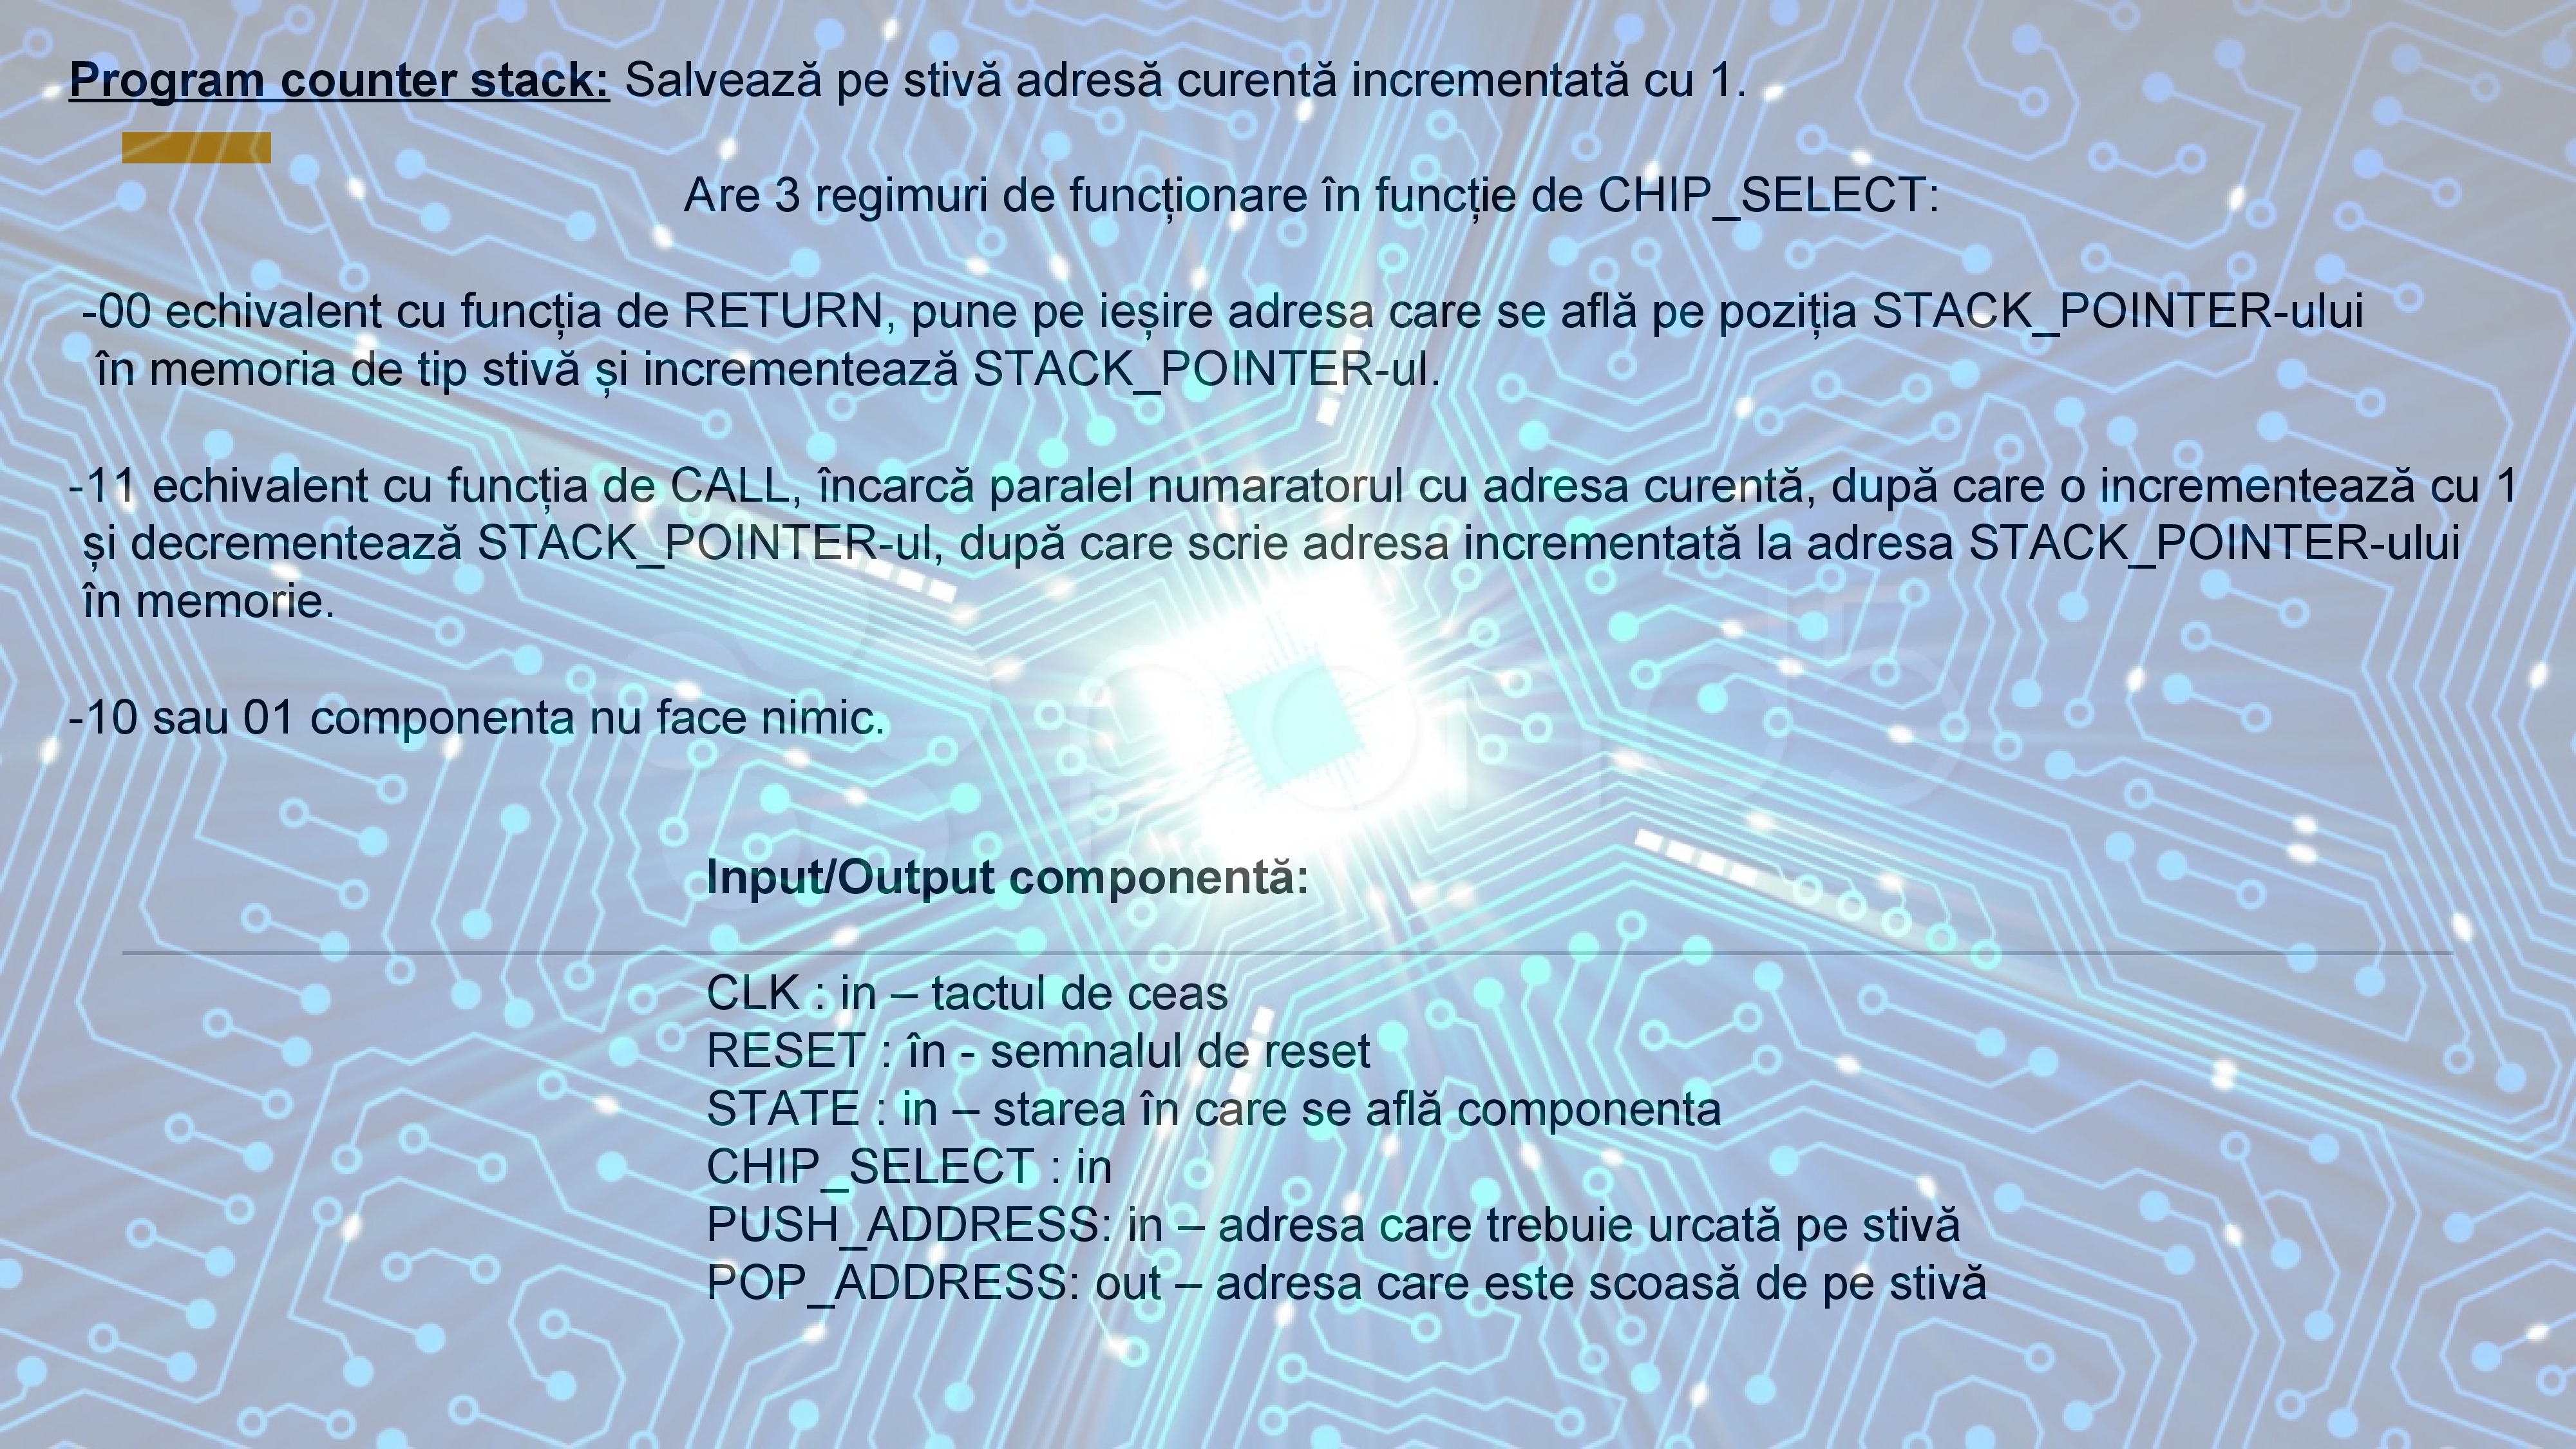 Program counter stack: Salvează pe stivă adresă curentă incrementată cu 1.
Are 3 regimuri de funcționare în funcție de CHIP_SELECT:
-00 echivalent cu funcția de RETURN, pune pe ieșire adresa care se află pe poziția STACK_POINTER-ului
în memoria de tip stivă și incrementează STACK_POINTER-ul.
-11 echivalent cu funcția de CALL, încarcă paralel numaratorul cu adresa curentă, după care o incrementează cu 1
și decrementează STACK_POINTER-ul, după care scrie adresa incrementată la adresa STACK_POINTER-ului
în memorie.
-10 sau 01 componenta nu face nimic.
Input/Output componentă:
CLK : in – tactul de ceas
RESET : în - semnalul de reset
STATE : in – starea în care se află componenta
CHIP_SELECT : in
PUSH_ADDRESS: in – adresa care trebuie urcată pe stivă
POP_ADDRESS: out – adresa care este scoasă de pe stivă